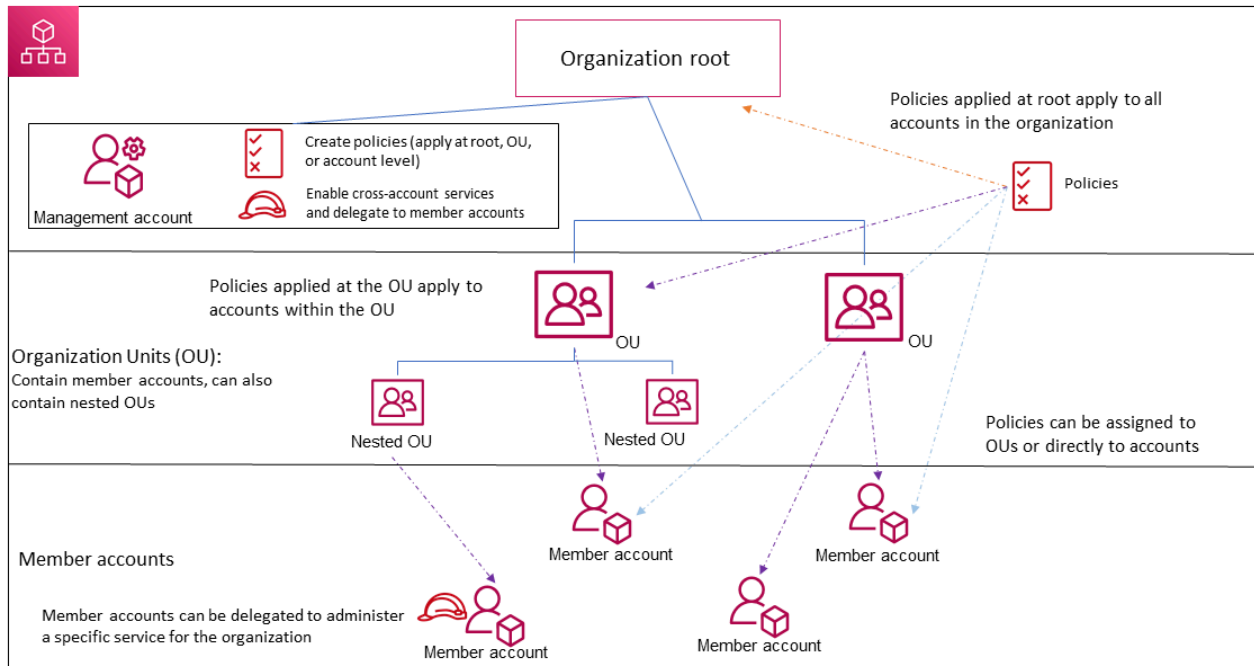 Organization root
Policies applied at root apply to all
accounts in the organization
Create policies (apply at root, OU,
or account level)
Enable cross-account services
and delegate to member accounts
Management account
Policies
Policies applied at the OU apply to
accounts within the OU
OU
OU
Organization Units (OU):
Contain member accounts, can also
contain nested OUs
Nested OU
Nested OU
Policies can be assigned to
OUs or directly to accounts
Member account
Member account
Member accounts
Member accounts can be delegated to administer
a specific service for the organization
Member account
Member account